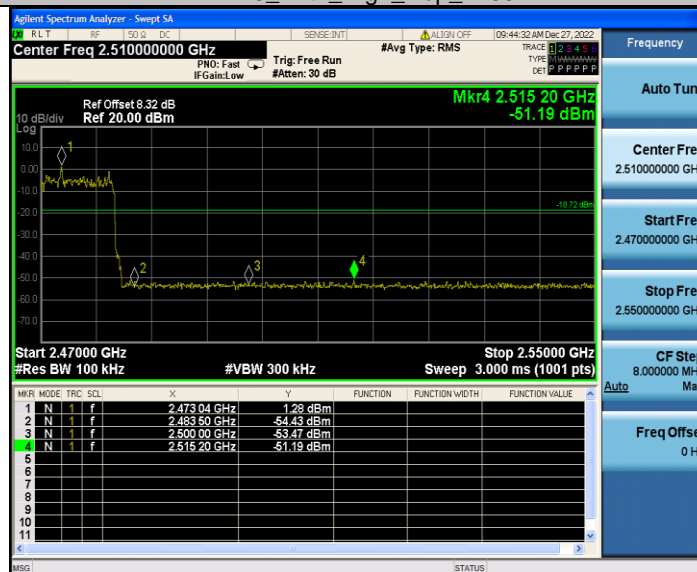 Agilent Spectrum Analyzer - Swept SA
RL T RF 50 Ω DC SENSE:INT ALIGN OFF 09:44:32 AM Dec 27, 2022
Center Freq 2.510000000 GHz #Avg Type: RMS TRACE 1 2 3 4 5 6
PNO: Fast Trig: Free Run TYPE MWWWWW
IFGain:Low #Atten: 30 dB DET P P P P P P
Frequency
Auto Tun
Center Fre
2.510000000 GH
Start Fre
2.470000000 GH
Stop Fre
2.550000000 GH
CF Ste
8.000000 MH
Auto Ma
Freq Offse
0 H
Mkr4 2.515 20 GHz
-51.19 dBm
Ref Offset 8.32 dB
10 dB/div Ref 20.00 dBm
Log
10.0
0.00
-10.0
-20.0
-30.0
-40.0
-50.0
-60.0
-70.0
1
-18.72 dBm
2
3
4
Start 2.47000 GHz Stop 2.55000 GHz
#Res BW 100 kHz #VBW 300 kHz Sweep 3.000 ms (1001 pts)
MKR MODE TRC SCL X Y FUNCTION FUNCTION WIDTH FUNCTION VALUE
1 N 1 f 2.473 04 GHz 1.28 dBm
2 N 1 f 2.483 50 GHz -54.43 dBm
3 N 1 f 2.500 00 GHz -53.47 dBm
4 N 1 f 2.515 20 GHz -51.19 dBm
5
6
7
8
9
10
11
MSG STATUS